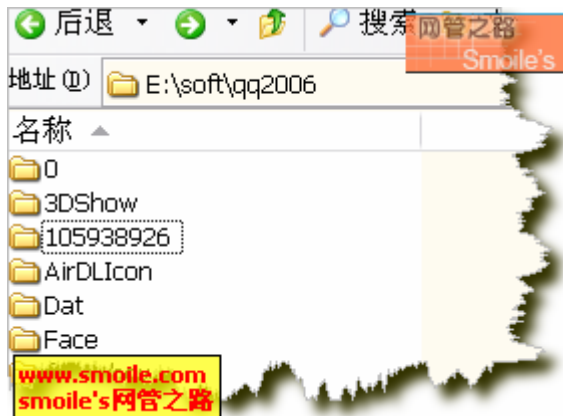 后退 搜索
网管之路
Smoile's
地址(D) E:\soft\qq2006
名称
0
3DShow
105938926
AirDLIcon
Dat
Face
www.smoile.com
smoile's网管之路